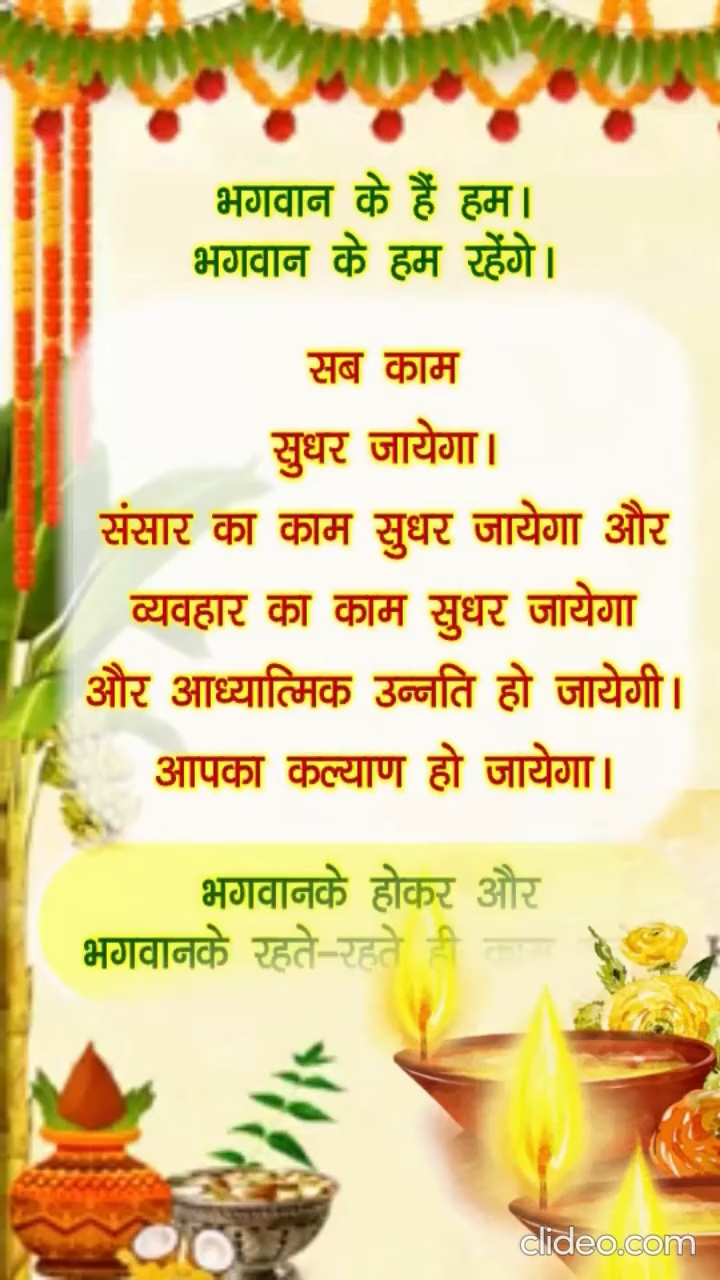 भगवान के हैं हम।
भगवान के हम रहेंगे।
सब काम
सुधर जायेगा।
संसार का काम सुधर जायेगा और
व्यवहार का काम सुधर जायेगा
और आध्यात्मिक उन्नति हो जायेगी।
आपका कल्याण हो जायेगा।
भगवानके होकर और
भगवानके रहते-रहते ही काम
clideo.com